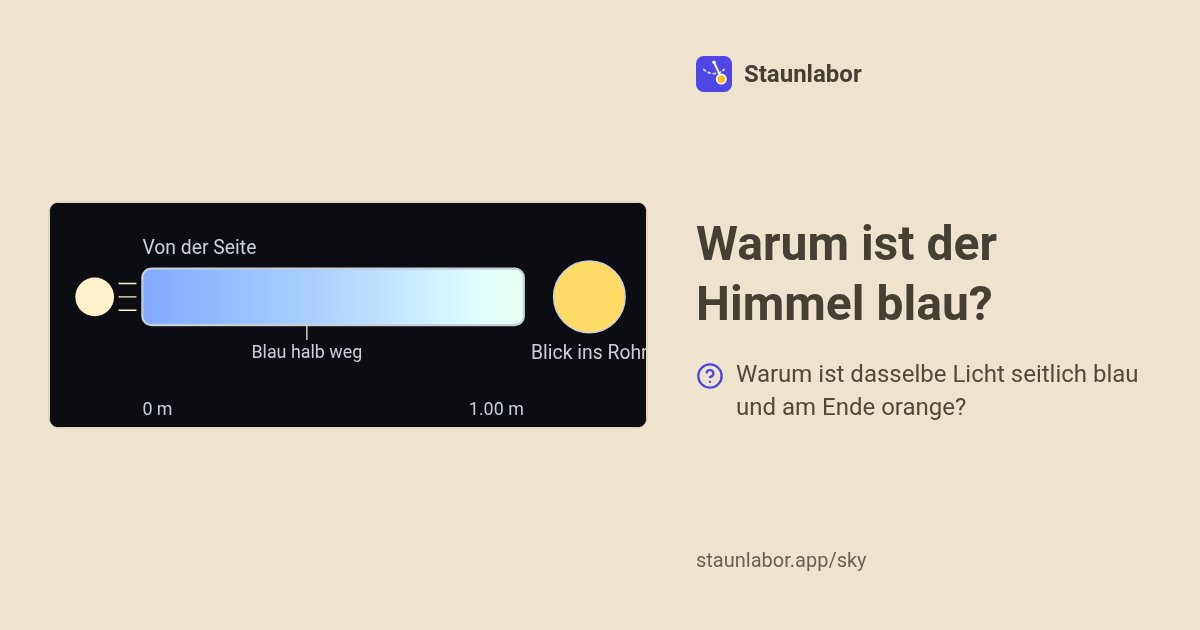 Staunlabor
Von der Seite
Blau halb weg
Blick ins Rohr
0 m
1.00 m
Warum ist der
Himmel blau?
Warum ist dasselbe Licht seitlich blau
und am Ende orange?
staunlabor.app/sky